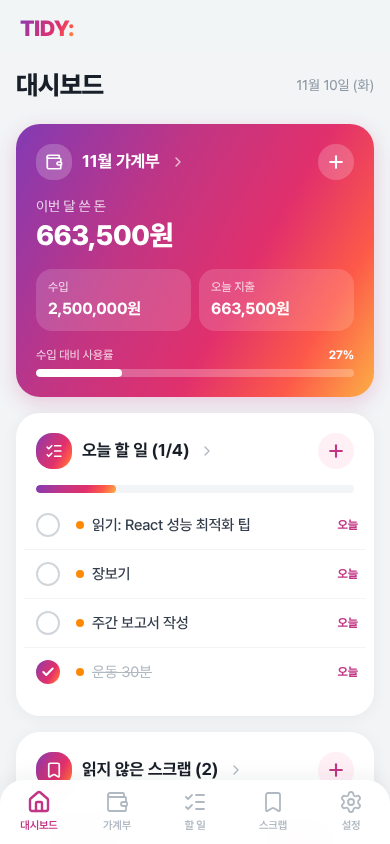 TIDY:
대시보드
11월 10일 (화)
11월 가계부
이번 달 쓴 돈
663,500원
수입
오늘 지출
2,500,000원
663,500원
수입 대비 사용률
27%
오늘 할 일 (1/4)
읽기: React 성능 최적화 팁
오늘
장보기
오늘
주간 보고서 작성
오늘
운동 30분
오늘
읽지 않은 스크랩 (2)
대시보드
가계부
할 일
스크랩
설정